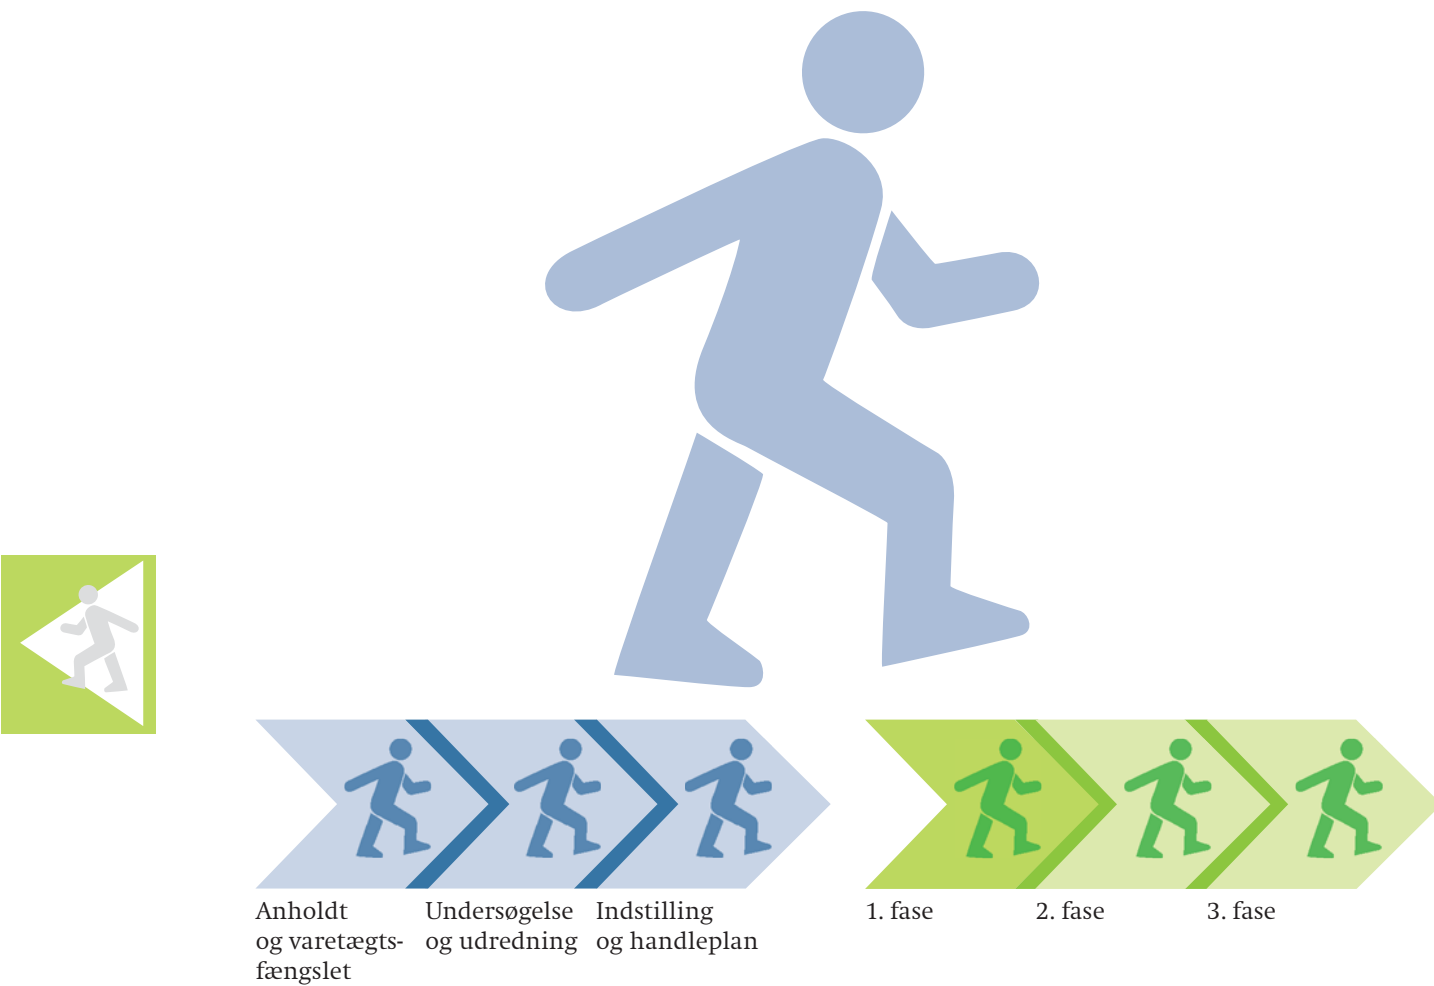 Anholdt
og varetægts-
fængslet
Undersøgelse
og udredning
Indstilling
og handleplan
1. fase
2. fase
3. fase